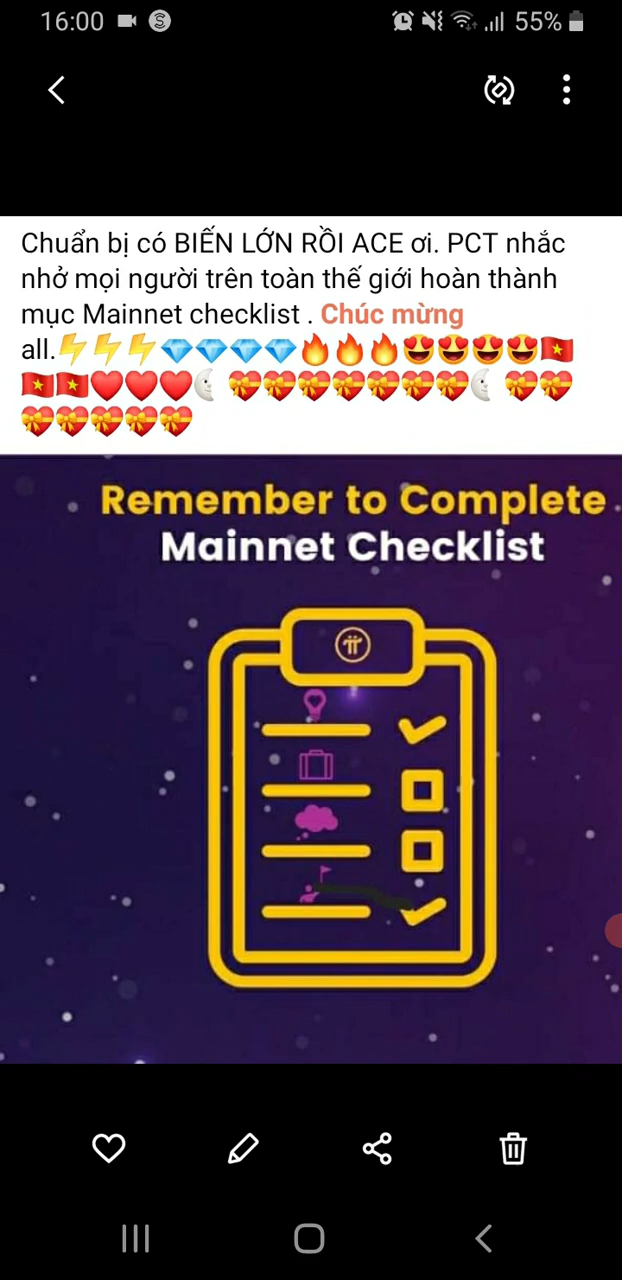 16:00 55%
Chuẩn bị có BIẾN LỚN RỒI ACE ơi. PCT nhắc
nhở mọi người trên toàn thế giới hoàn thành
mục Mainnet checklist . Chúc mừng
all.⚡⚡⚡💎💎💎💎🔥🔥🔥😍😍😍😍🇻🇳
🇻🇳🇻🇳❤️❤️❤️🌜 💝💝💝💝💝💝💝🌜 💝💝
💝💝💝💝💝
Remember to Complete
Mainnet Checklist